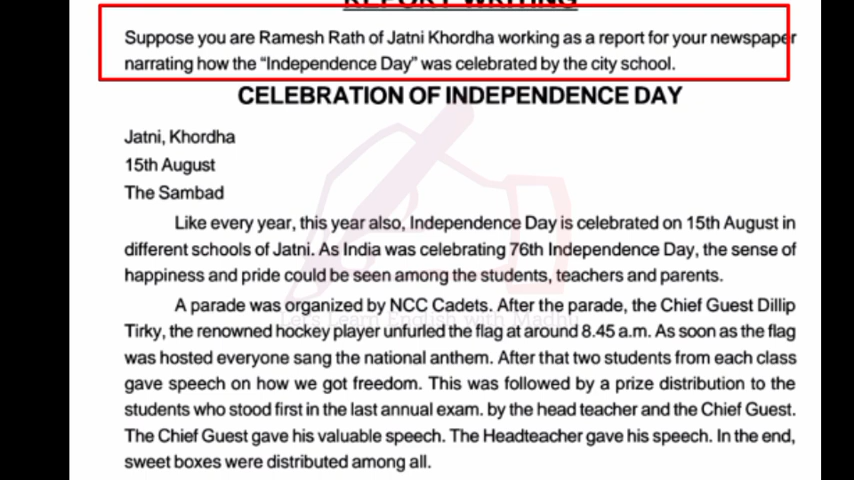 REPORT WRITING
Suppose you are Ramesh Rath of Jatni Khordha working as a report for your newspaper
narrating how the “Independence Day” was celebrated by the city school.
CELEBRATION OF INDEPENDENCE DAY
Jatni, Khordha
15th August
The Sambad
Like every year, this year also, Independence Day is celebrated on 15th August in
different schools of Jatni. As India was celebrating 76th Independence Day, the sense of
happiness and pride could be seen among the students, teachers and parents.
A parade was organized by NCC Cadets. After the parade, the Chief Guest Dillip
Let's Learn English with Madhu
Tirky, the renowned hockey player unfurled the flag at around 8.45 a.m. As soon as the flag
was hosted everyone sang the national anthem. After that two students from each class
gave speech on how we got freedom. This was followed by a prize distribution to the
students who stood first in the last annual exam. by the head teacher and the Chief Guest.
The Chief Guest gave his valuable speech. The Headteacher gave his speech. In the end,
sweet boxes were distributed among all.